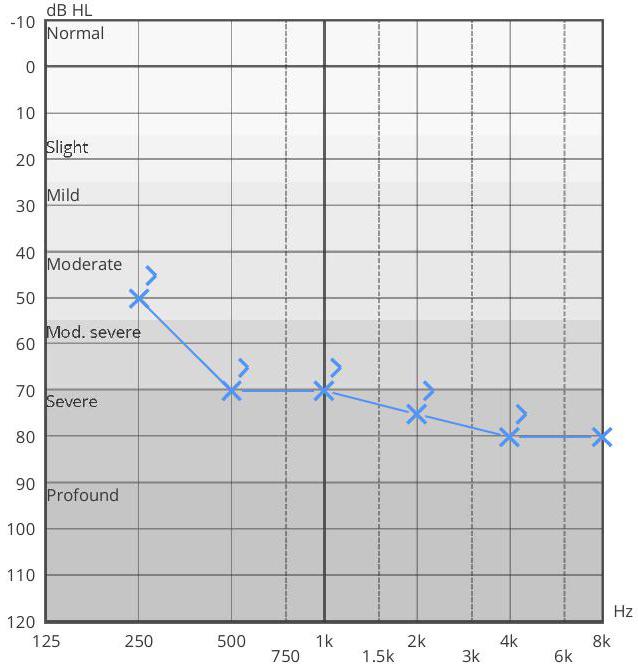 dB HL
-10
Normal
0
10
Slight
20
Mild
30
40
Moderate
50
Mod. severe
60
70
Severe
80
90
Profound
100
110
120
Hz
125 250 500 1k 2k 4k 8k
750 1.5k 3k 6k